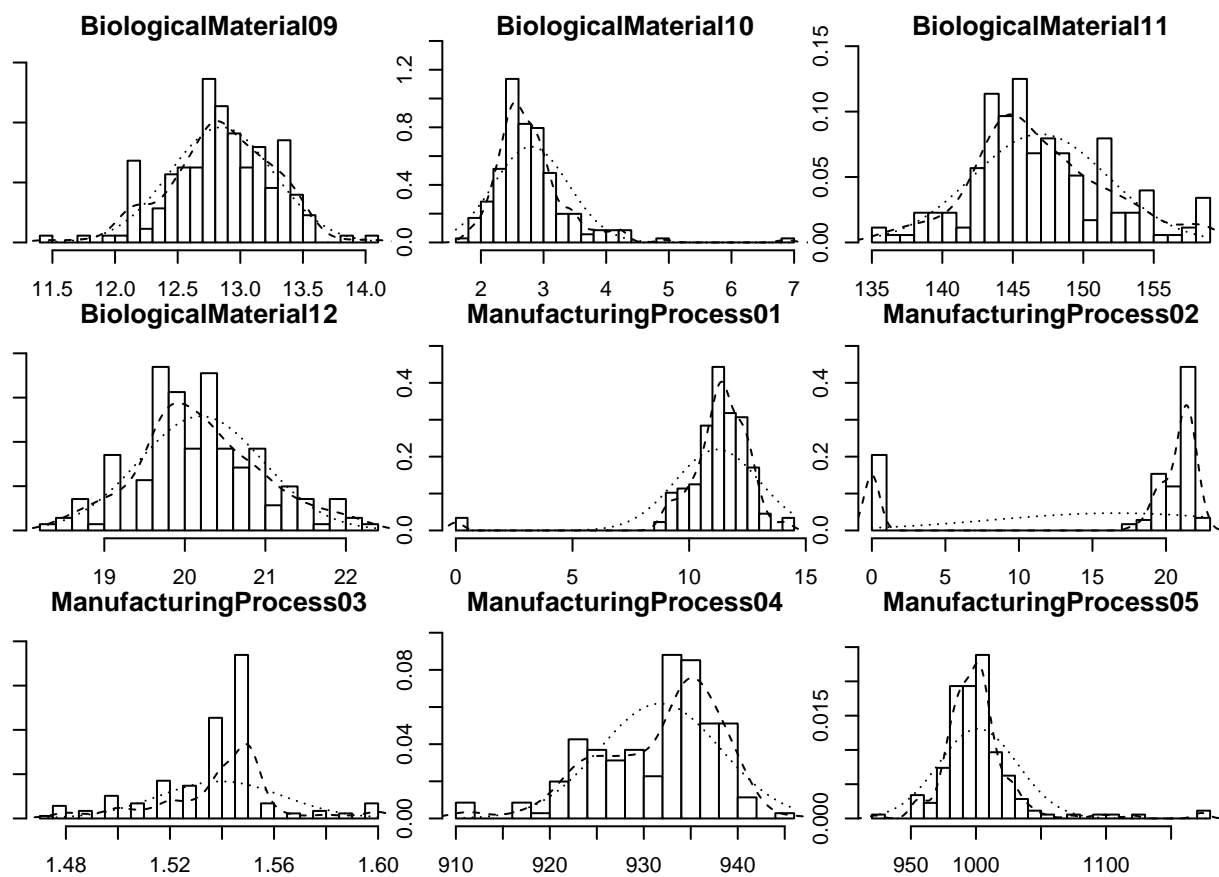 BiologicalMaterial09 BiologicalMaterial10 BiologicalMaterial11
0.0 0.4 0.8 1.2
0.00 0.05 0.10 0.15
11.5 12.0 12.5 13.0 13.5 14.0
2 3 4 5 6 7
135 140 145 150 155
BiologicalMaterial12 ManufacturingProcess01 ManufacturingProcess02
0.0 0.2 0.4
0.0 0.2 0.4
19 20 21 22
0 5 10 15
0 5 10 15 20
ManufacturingProcess03 ManufacturingProcess04 ManufacturingProcess05
0.00 0.04 0.08
0.000 0.015
1.48 1.52 1.56 1.60
910 920 930 940
950 1000 1100